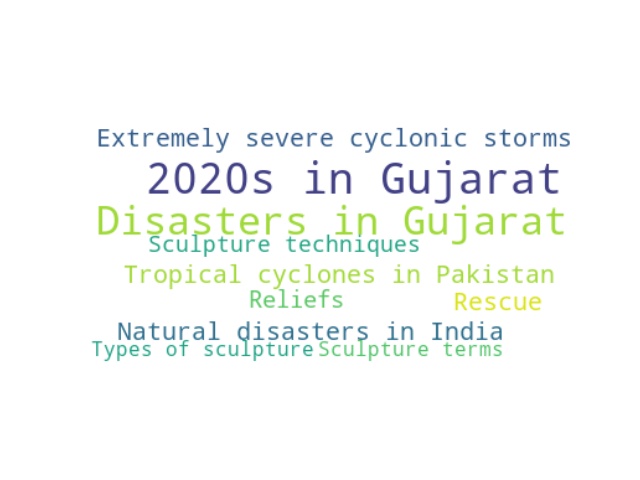 Extremely severe cyclonic storms
2020s in Gujarat
Disasters in Gujarat
Sculpture techniques
Tropical cyclones in Pakistan
Reliefs
Rescue
Natural disasters in India
Types of sculpture
Sculpture terms